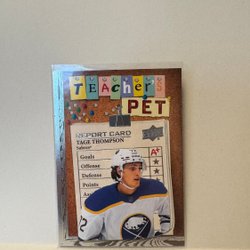 TEACHER'S
PET
REPORT CARD
TAGE THOMPSON
Sabres
Goals A+
Offense
Defense
Points